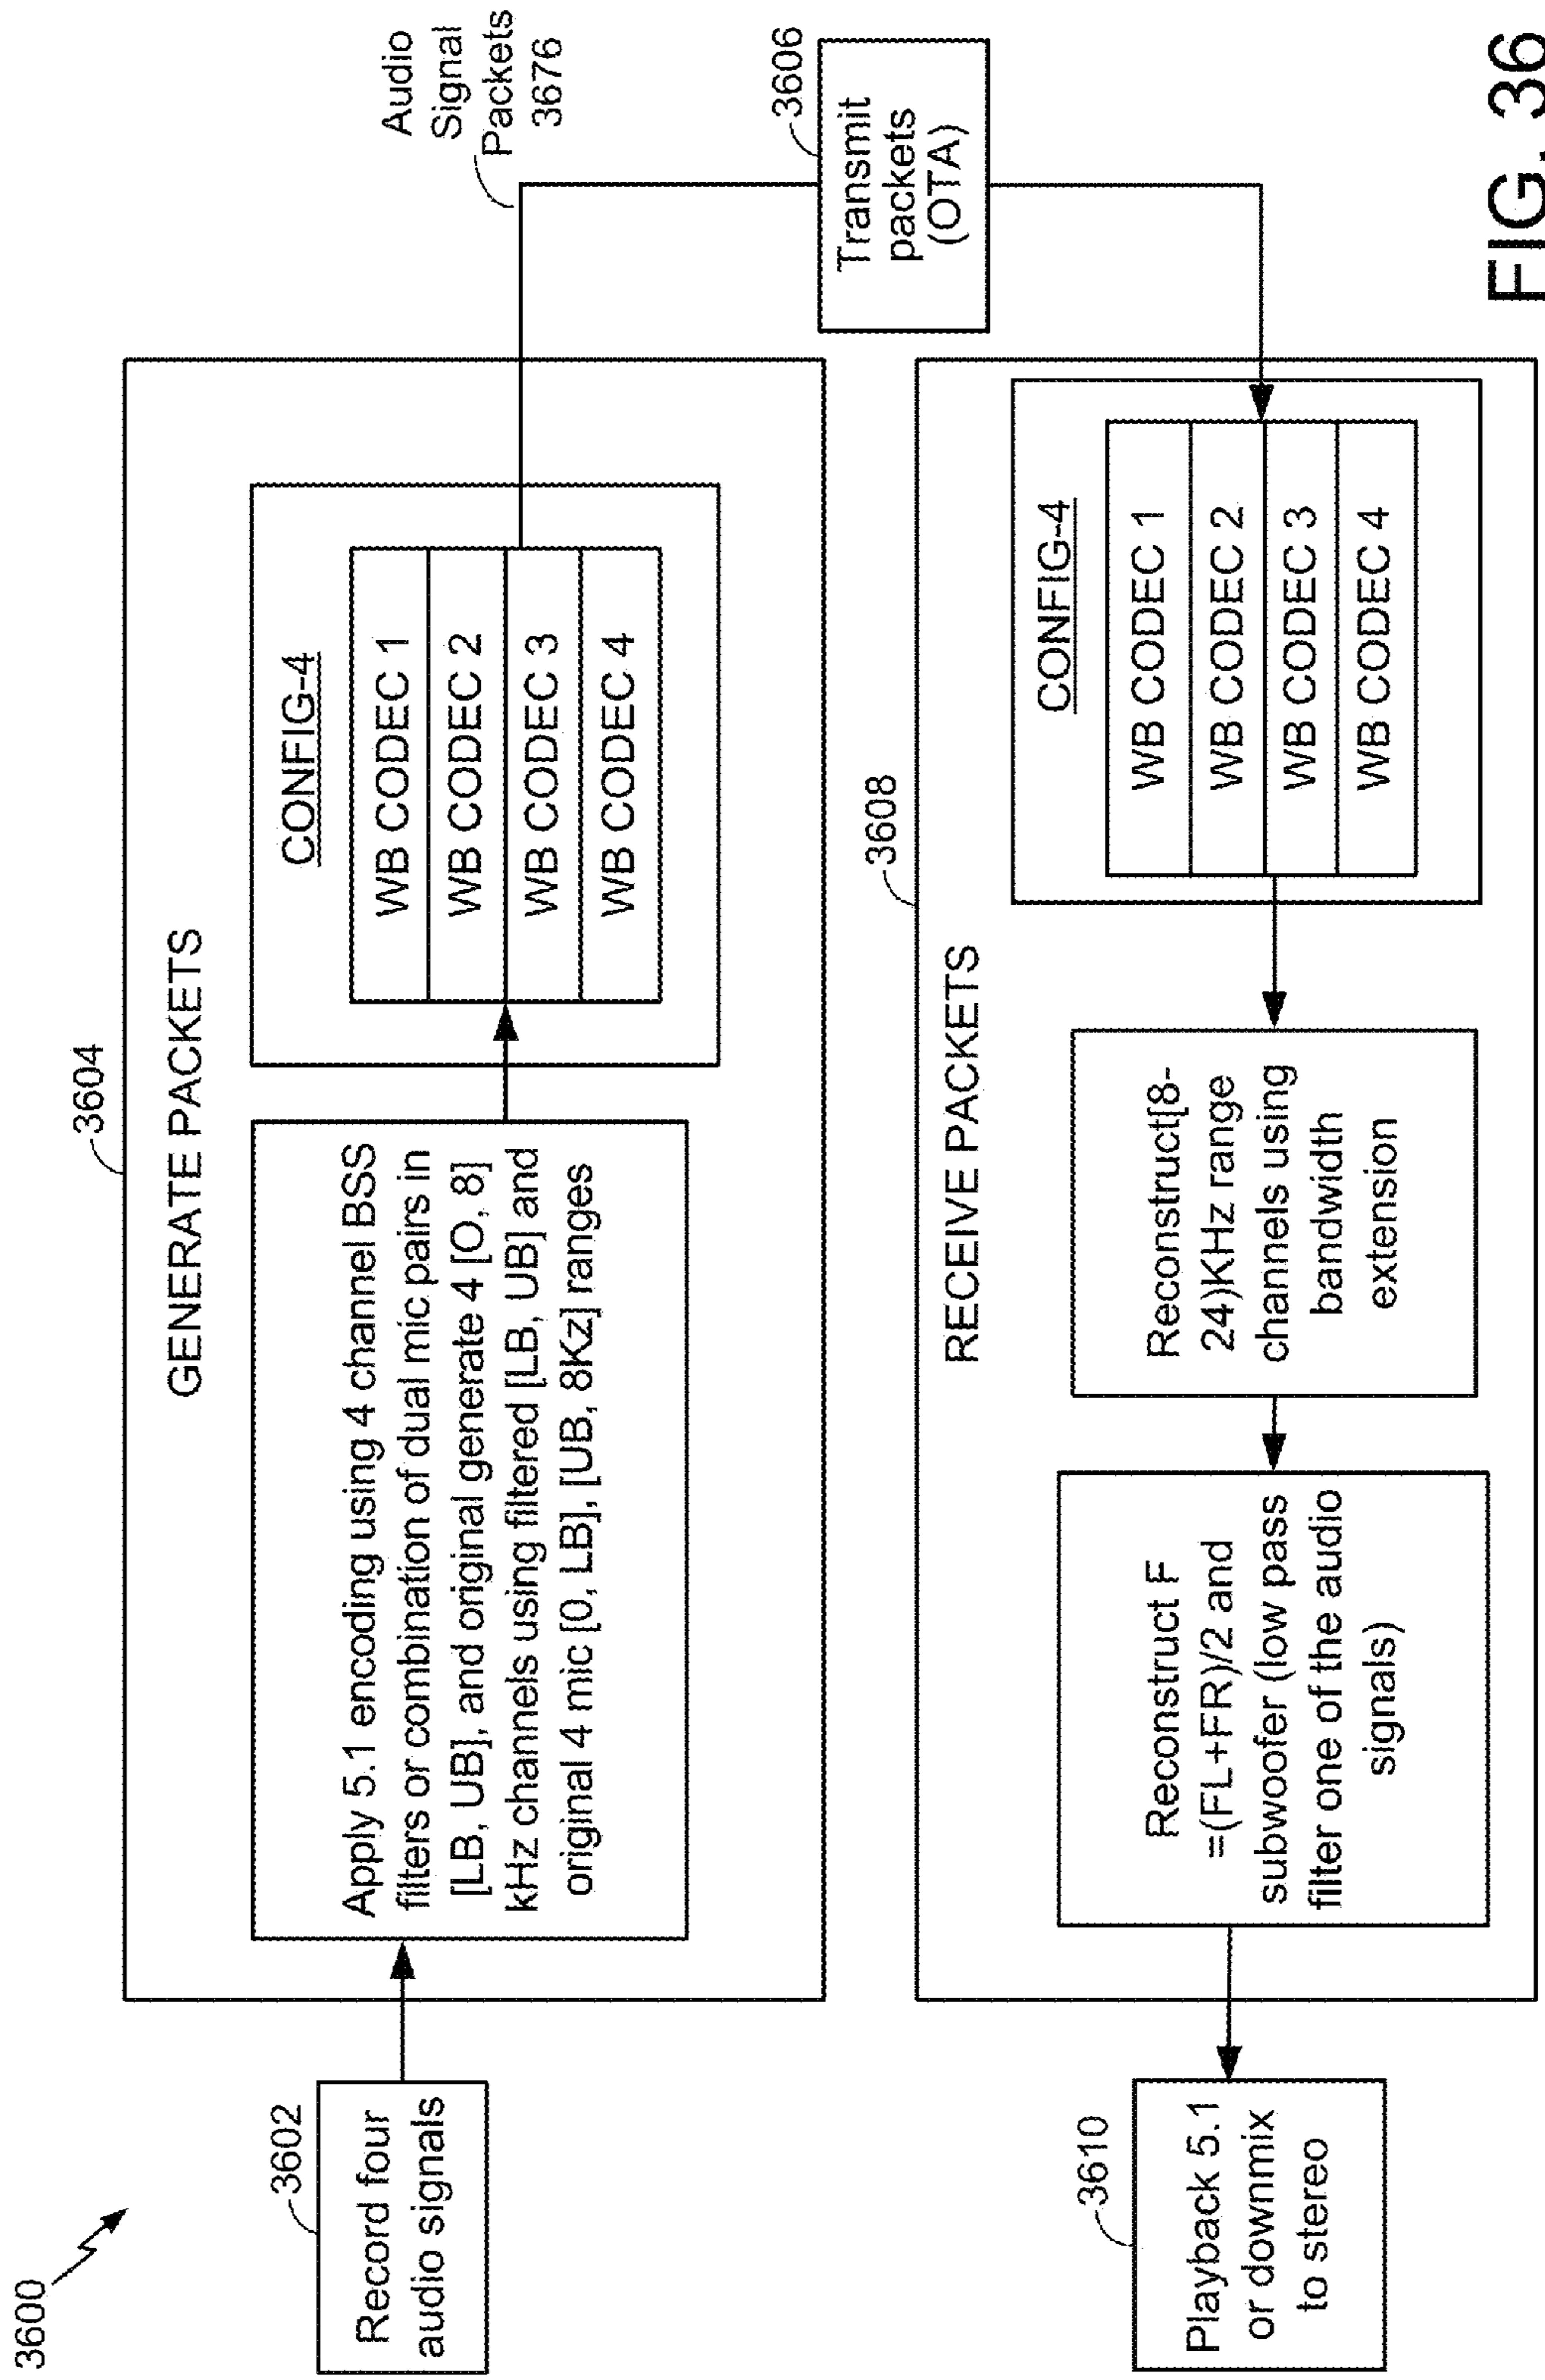 3600
3602
Record four
audio signals
3604
GENERATE PACKETS
Apply 5.1 encoding using 4 channel BSS
filters or combination of dual mic pairs in
[LB, UB], and original generate 4 [O, 8]
kHz channels using filtered [LB, UB] and
original 4 mic [0, LB], [UB, 8Kz] ranges
CONFIG-4
WB CODEC 1
WB CODEC 2
WB CODEC 3
WB CODEC 4
Audio
Signal
Packets
3676
3606
Transmit
packets
(OTA)
3608
RECEIVE PACKETS
CONFIG-4
WB CODEC 1
WB CODEC 2
WB CODEC 3
WB CODEC 4
Reconstruct[8-
24)KHz range
channels using
bandwidth
extension
Reconstruct F
=(FL+FR)/2 and
subwoofer (low pass
filter one of the audio
signals)
3610
Playback 5.1
or downmix
to stereo
FIG. 36